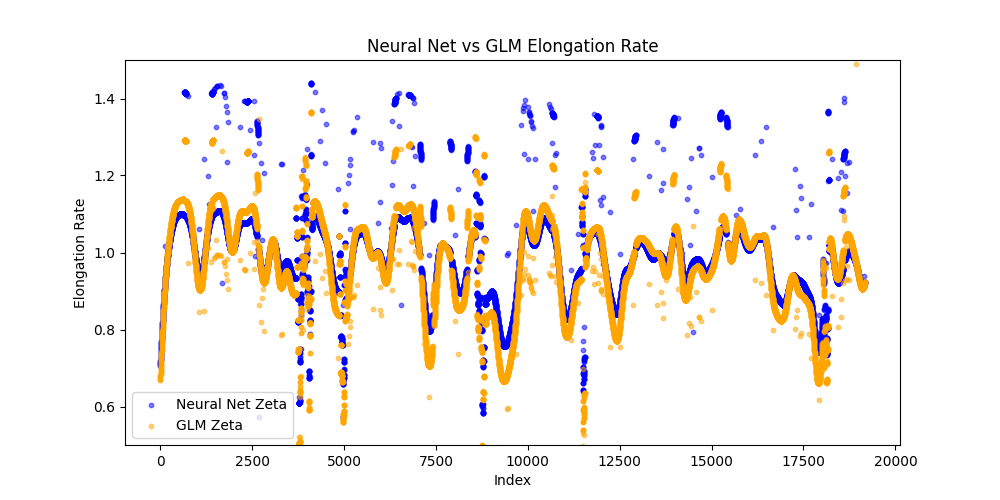 Neural Net vs GLM Elongation Rate
Elongation Rate
1.4
1.2
1.0
0.8
0.6
Neural Net Zeta
GLM Zeta
0
2500
5000
7500
10000
12500
15000
17500
20000
Index